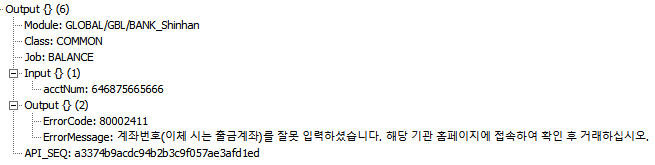 Output {} (6)
Module: GLOBAL/GBL/BANK_Shinhan
Class: COMMON
Job: BALANCE
Input {} (1)
acctNum: 646875665666
Output {} (2)
ErrorCode: 80002411
ErrorMessage: 계좌번호(이체 시는 출금계좌)를 잘못 입력하셨습니다. 해당 기관 홈페이지에 접속하여 확인 후 거래하십시오.
API_SEQ: a3374b9acdc94b2b3c9f057ae3afd1ed